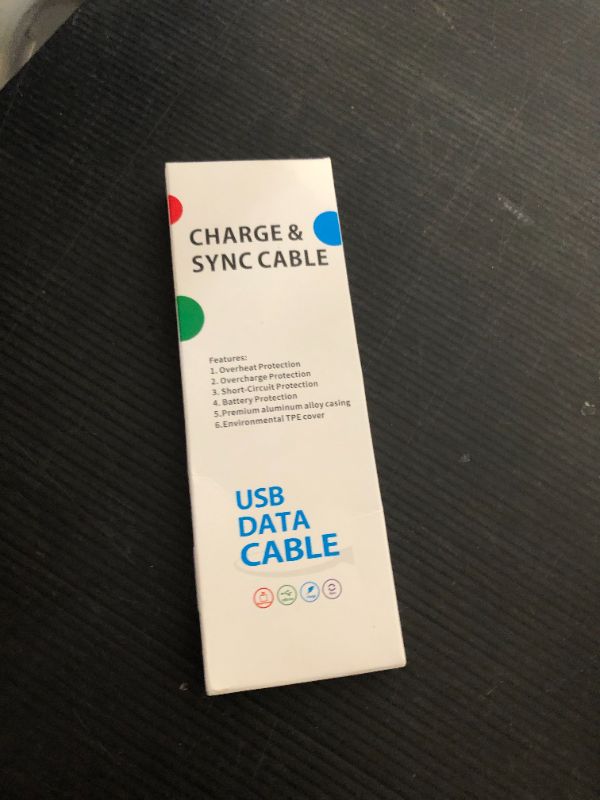 CHARGE &
SYNC CABLE
Features:
1. Overheat Protection
2. Overcharge Protection
3. Short-Circuit Protection
4. Battery Protection
5.Premium aluminum alloy casing
6.Environmental TPE cover
USB
DATA
CABLE